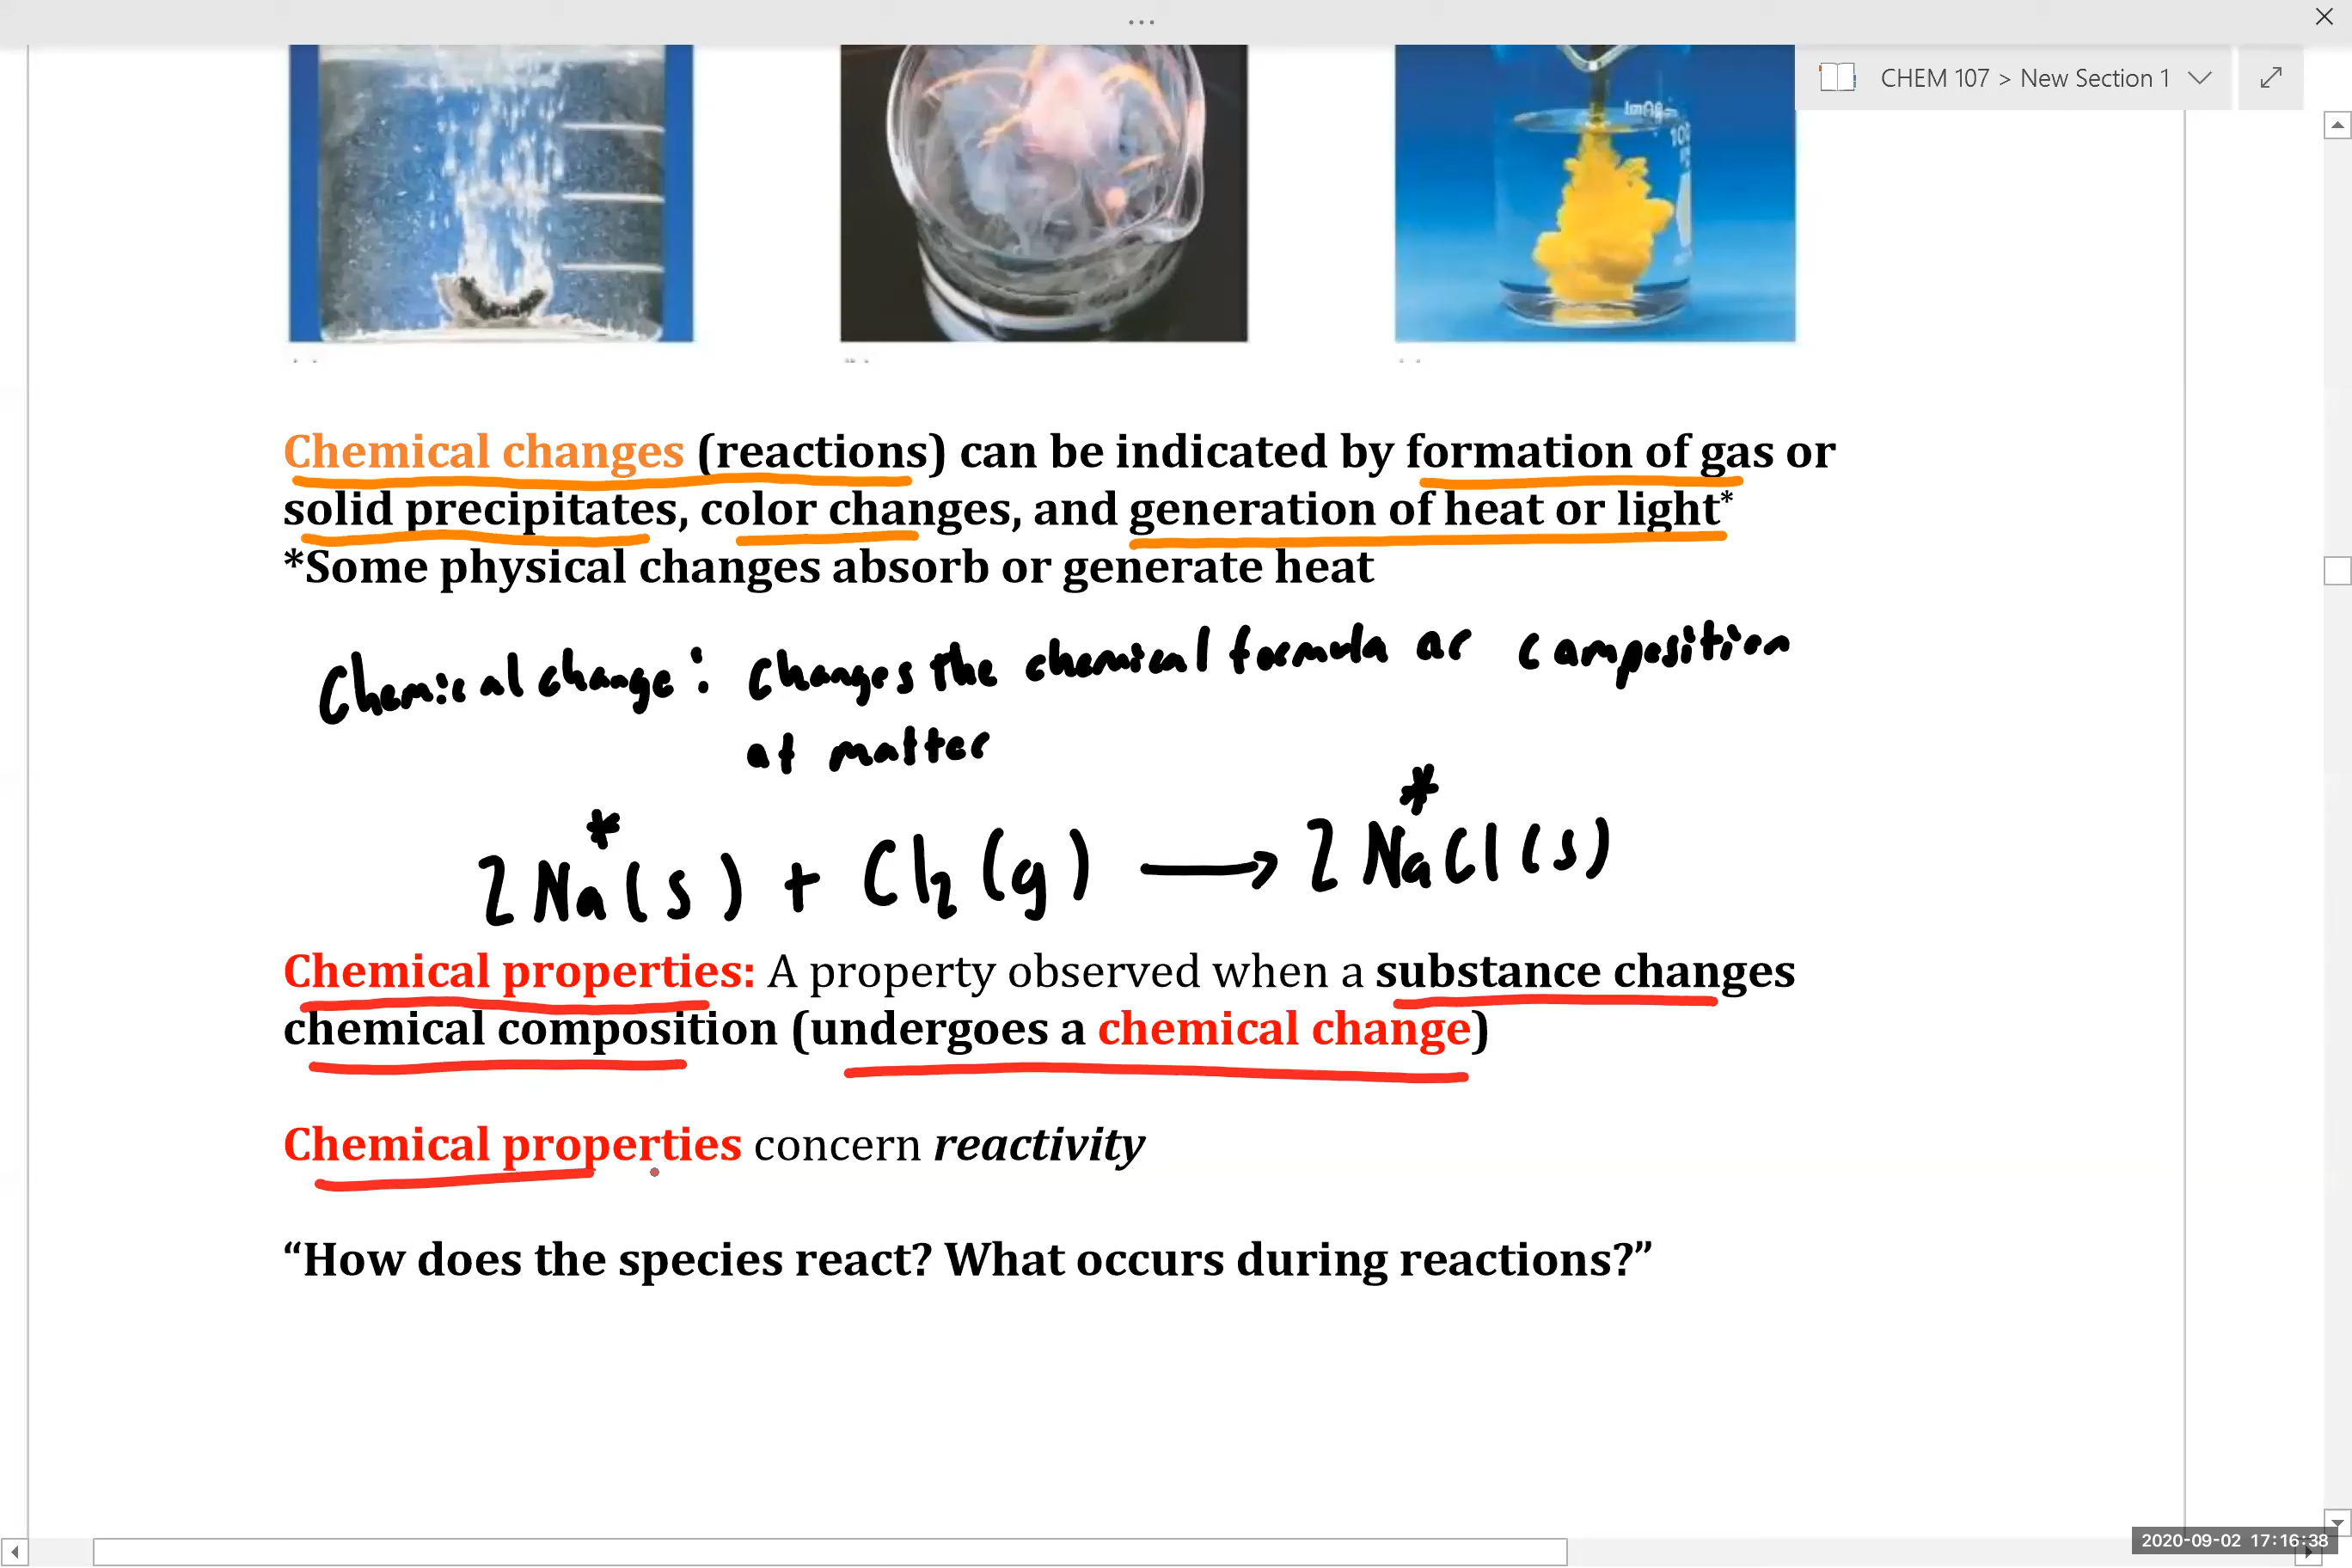 CHEM 107 > New Section 1
Chemical changes (reactions) can be indicated by formation of gas or
solid precipitates, color changes, and generation of heat or light*
*Some physical changes absorb or generate heat
Chemical change: changes the chemical formula or composition
of matter
2Na*(s) + Cl₂(g) → 2Na*Cl(s)
Chemical properties: A property observed when a substance changes
chemical composition (undergoes a chemical change)
Chemical properties concern reactivity
“How does the species react? What occurs during reactions?”
2020-09-02 17:16:38